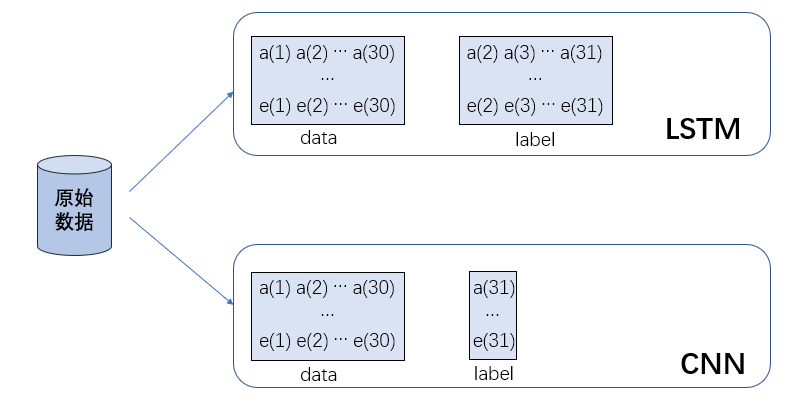 a(1) a(2) ··· a(30)
···
e(1) e(2) ··· e(30)
data
a(2) a(3) ··· a(31)
···
e(2) e(3) ··· e(31)
label
LSTM
原始
数据
a(1) a(2) ··· a(30)
···
e(1) e(2) ··· e(30)
data
a(31)
···
e(31)
label
CNN